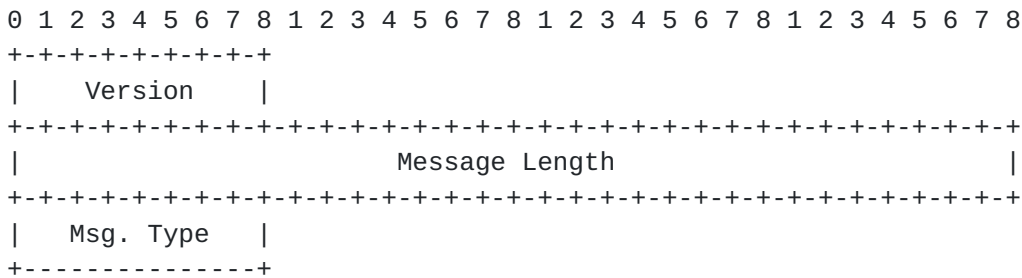 0 1 2 3 4 5 6 7 8 1 2 3 4 5 6 7 8 1 2 3 4 5 6 7 8 1 2 3 4 5 6 7 8
+-+-+-+-+-+-+-+-+
|    Version    |
+-+-+-+-+-+-+-+-+-+-+-+-+-+-+-+-+-+-+-+-+-+-+-+-+-+-+-+-+-+-+-+-+
|                        Message Length                         |
+-+-+-+-+-+-+-+-+-+-+-+-+-+-+-+-+-+-+-+-+-+-+-+-+-+-+-+-+-+-+-+-+
|   Msg. Type   |
+---------------+